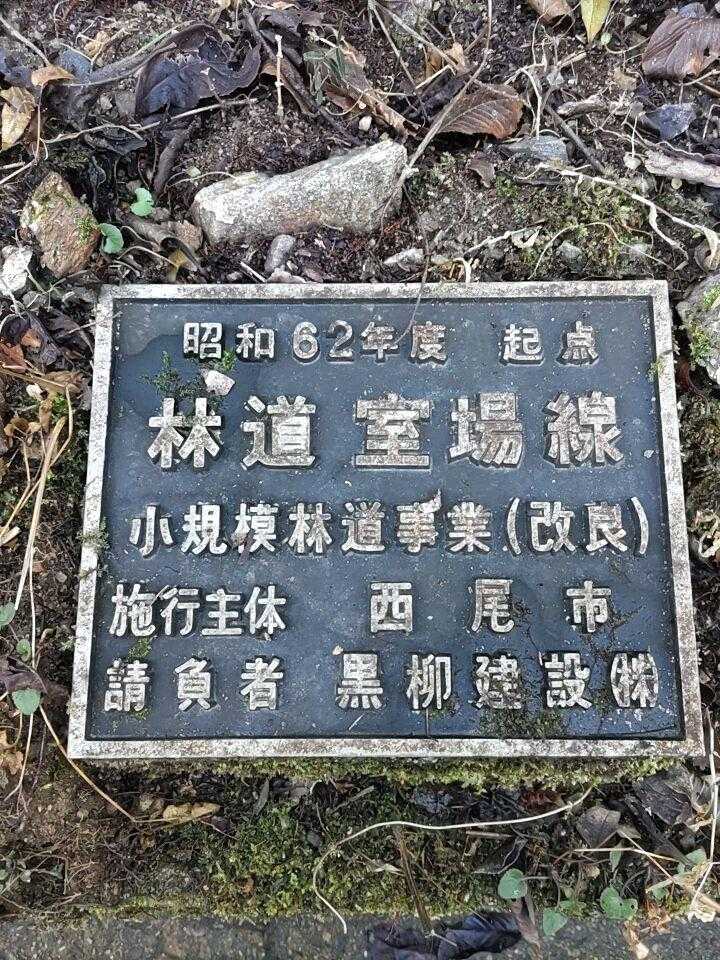 昭和62年度 起点
林道 室場線
小規模林道事業(改良)
施行主体 西尾市
請負者 黒柳建設㈱